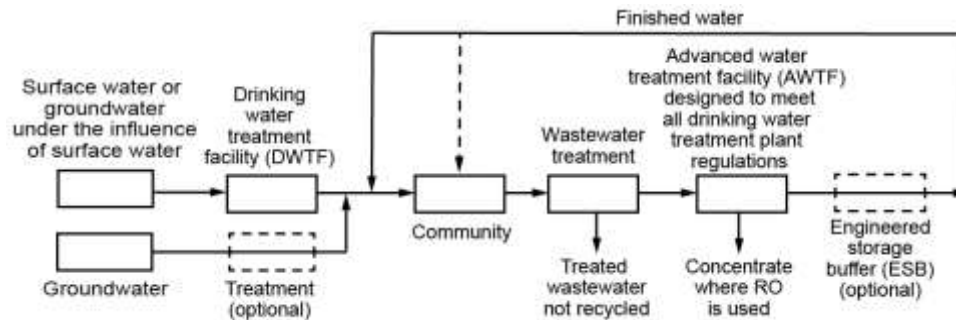 Finished water
Surface water or
groundwater
under the influence
of surface water
Drinking
water
treatment
facility (DWTF)
Wastewater
treatment
Advanced water
treatment facility (AWTF)
designed to meet
all drinking water
treatment plant
regulations
Community
Groundwater
Treatment
(optional)
Treated
wastewater
not recycled
Concentrate
where RO
is used
Engineered
storage
buffer (ESB)
(optional)